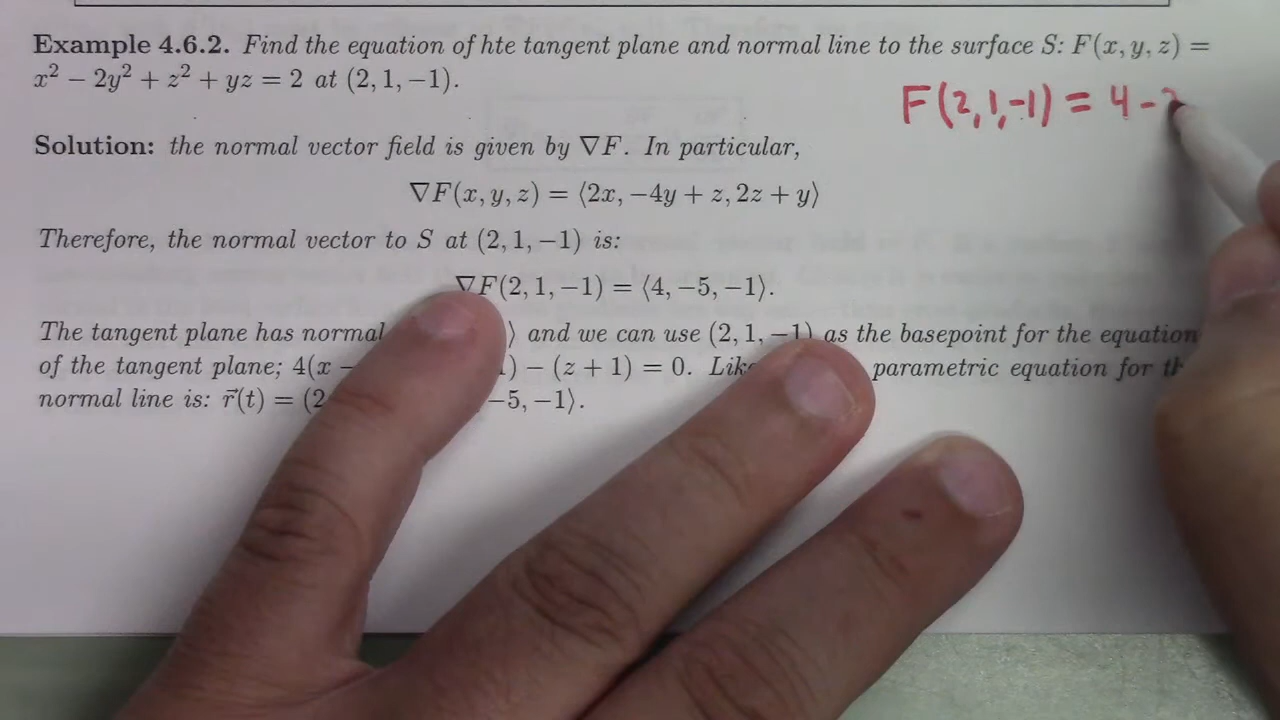 Example 4.6.2. Find the equation of hte tangent plane and normal line to the surface S: F(x, y, z) =
x² − 2y² + z² + yz = 2 at (2, 1, −1).
F(2,1,-1) = 4 -
Solution: the normal vector field is given by ∇F. In particular,
∇F(x, y, z) = ⟨2x, −4y + z, 2z + y⟩
Therefore, the normal vector to S at (2, 1, −1) is:
∇F(2, 1, −1) = ⟨4, −5, −1⟩.
The tangent plane has normal ⟩ and we can use (2, 1, −1) as the basepoint for the equation
of the tangent plane; 4(x − 1) − (z + 1) = 0. parametric equation for
normal line is: r⃗(t) = (2 −5, −1⟩.